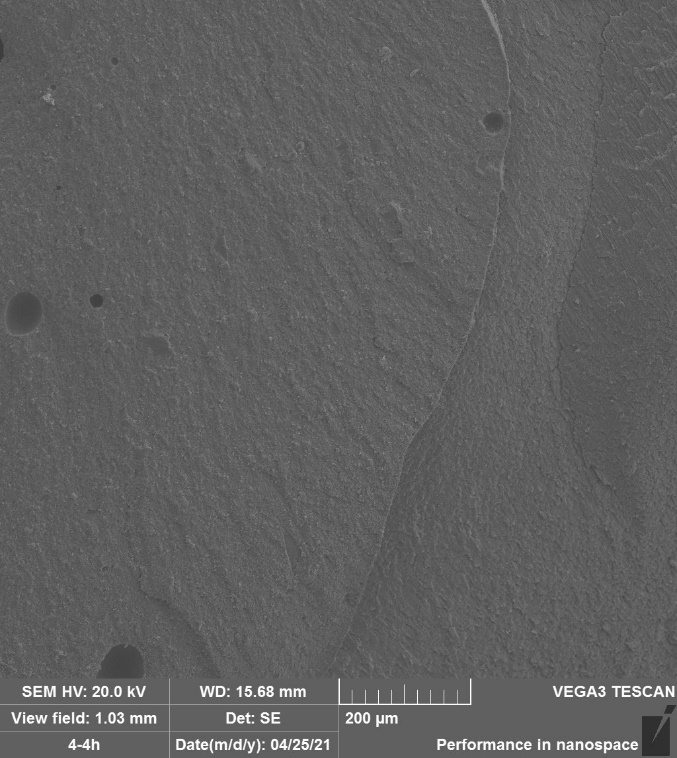 SEM HV: 20.0 kV WD: 15.68 mm VEGA3 TESCAN
View field: 1.03 mm Det: SE 200 µm
4-4h Date(m/d/y): 04/25/21 Performance in nanospace